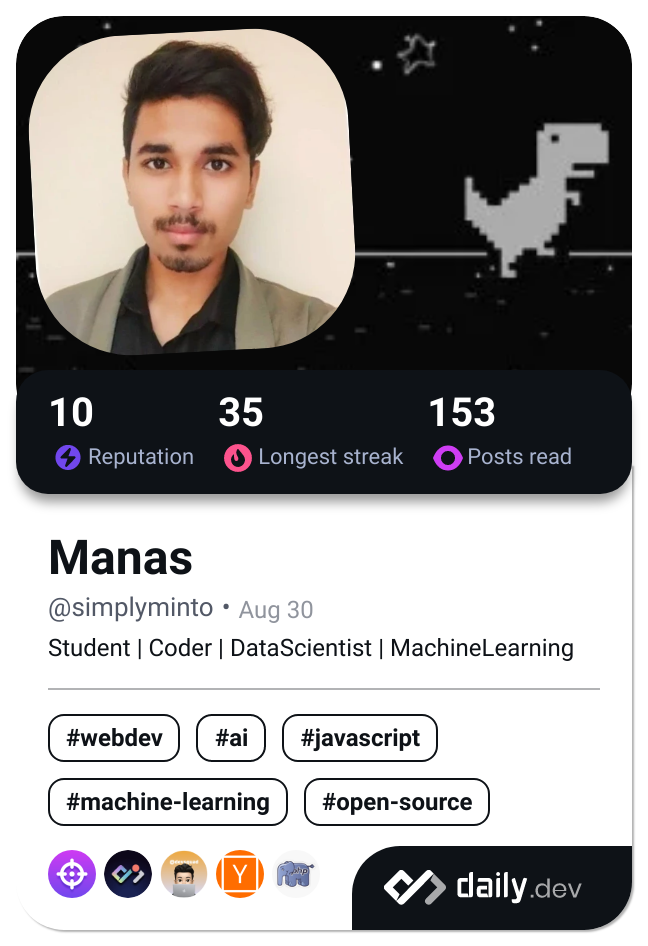 10 35 153
Reputation Longest streak Posts read
Manas
@simplyminto • Aug 30
Student | Coder | DataScientist | MachineLearning
#webdev #ai #javascript
#machine-learning #open-source
Y php
daily.dev